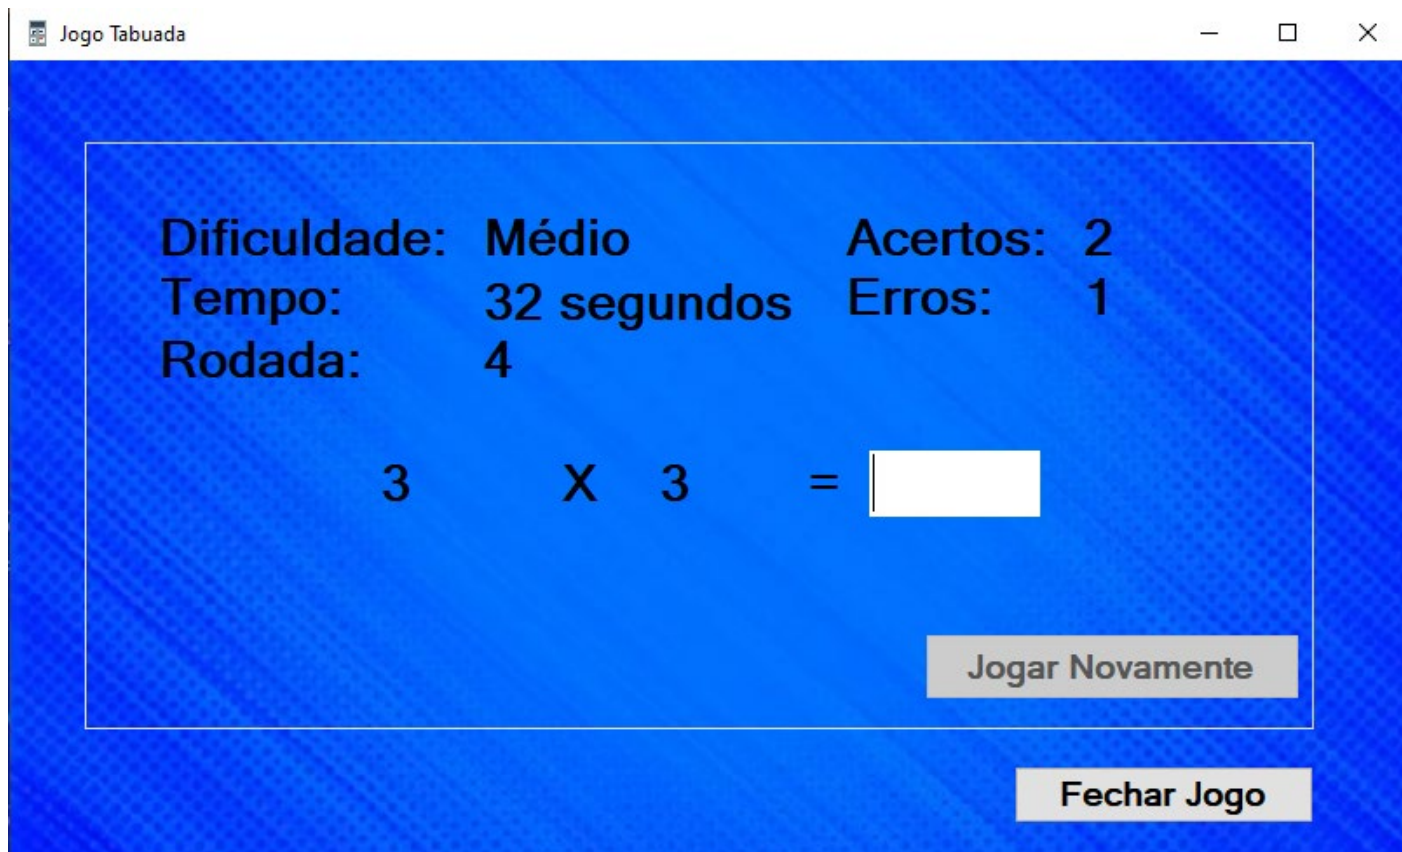 Jogo Tabuada
Dificuldade: Médio Acertos: 2
Tempo: 32 segundos Erros: 1
Rodada: 4
3 X 3 =
Jogar Novamente
Fechar Jogo